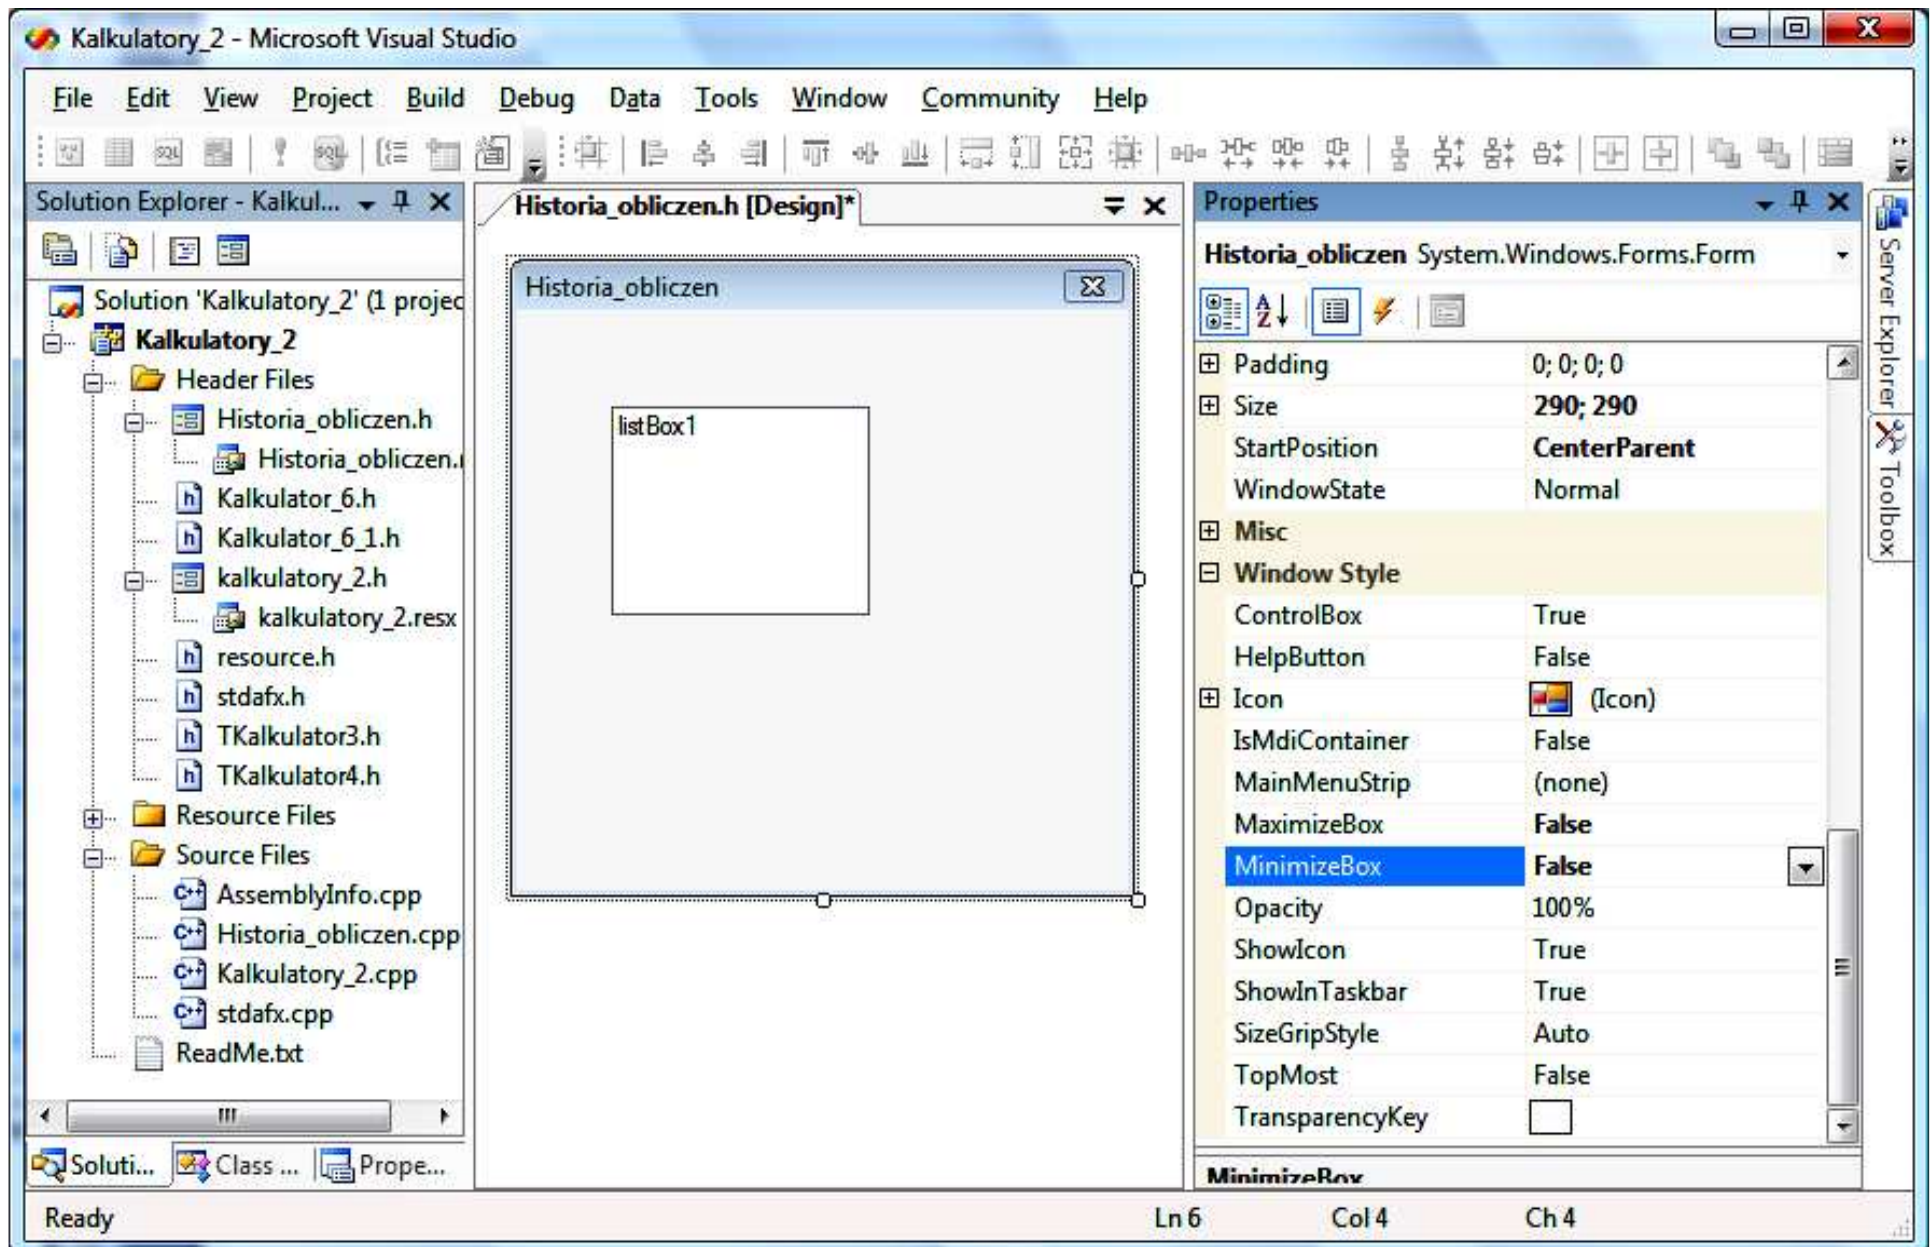 Kalkulatory_2 - Microsoft Visual Studio
File Edit View Project Build Debug Data Tools Window Community Help
Solution Explorer - Kalkul...
Solution 'Kalkulatory_2' (1 projec
Kalkulatory_2
Header Files
Historia_obliczen.h
Historia_obliczen.r
Kalkulator_6.h
Kalkulator_6_1.h
kalkulatory_2.h
kalkulatory_2.resx
resource.h
stdafx.h
TKalkulator3.h
TKalkulator4.h
Resource Files
Source Files
AssemblyInfo.cpp
Historia_obliczen.cpp
Kalkulatory_2.cpp
stdafx.cpp
ReadMe.txt
Soluti... Class ... Prope...
Historia_obliczen.h [Design]*
Historia_obliczen
listBox1
Properties
Historia_obliczen System.Windows.Forms.Form
Padding 0; 0; 0; 0
Size 290; 290
StartPosition CenterParent
WindowState Normal
Misc
Window Style
ControlBox True
HelpButton False
Icon (Icon)
IsMdiContainer False
MainMenuStrip (none)
MaximizeBox False
MinimizeBox False
Opacity 100%
ShowIcon True
ShowInTaskbar True
SizeGripStyle Auto
TopMost False
TransparencyKey
MinimizeBox
Server Explorer
Toolbox
Ready Ln 6 Col 4 Ch 4